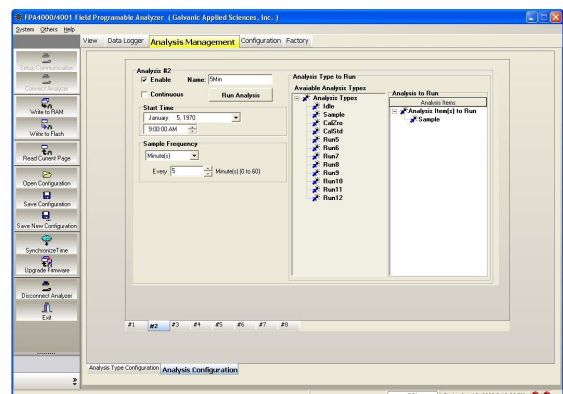 FPA4000/4001 Field Programable Analyzer ( Galvanic Applied Sciences, Inc. )
System Others Help
View Data Logger Analysis Management Configuration Factory
Setup Communication
Connect Analyzer
Write to RAM
Write to Flash
Read Current Page
Open Configuration
Save Configuration
Save New Configuration
SynchronizeTime
Upgrade Firmware
Disconnect Analyzer
Exit
Analysis #2
Enable Name: 5Min
Continuous Run Analysis
Start Time
January 5, 1970
9:00:00 AM
Sample Frequency
Minute(s)
Every 5 Minute(s) (0 to 60)
Analysis Type to Run
Avaiable Analysis Types
Analysis Types
Idle
Sample
CalZro
CalStd
Run5
Run6
Run7
Run8
Run9
Run10
Run11
Run12
Analysis to Run
Analysis Items
Analysis Item(s) to Run
Sample
#1 #2 #3 #4 #5 #6 #7 #8
Analysis Type Configuration Analysis Configuration